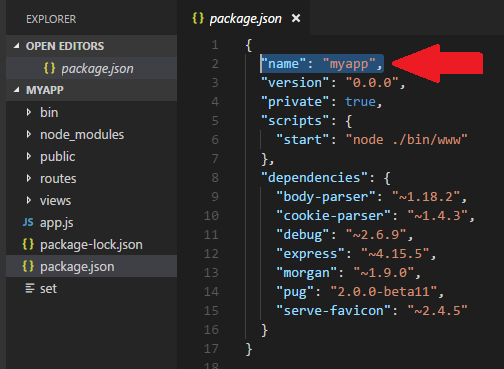 EXPLORER
OPEN EDITORS
{} package.json
MYAPP
bin
node_modules
public
routes
views
JS app.js
{} package-lock.json
{} package.json
set
{} package.json ×
1 {
2 "name": "myapp",
3 "version": "0.0.0",
4 "private": true,
5 "scripts": {
6 "start": "node ./bin/www"
7 },
8 "dependencies": {
9 "body-parser": "~1.18.2",
10 "cookie-parser": "~1.4.3",
11 "debug": "~2.6.9",
12 "express": "~4.15.5",
13 "morgan": "~1.9.0",
14 "pug": "2.0.0-beta11",
15 "serve-favicon": "~2.4.5"
16 }
17 }
18